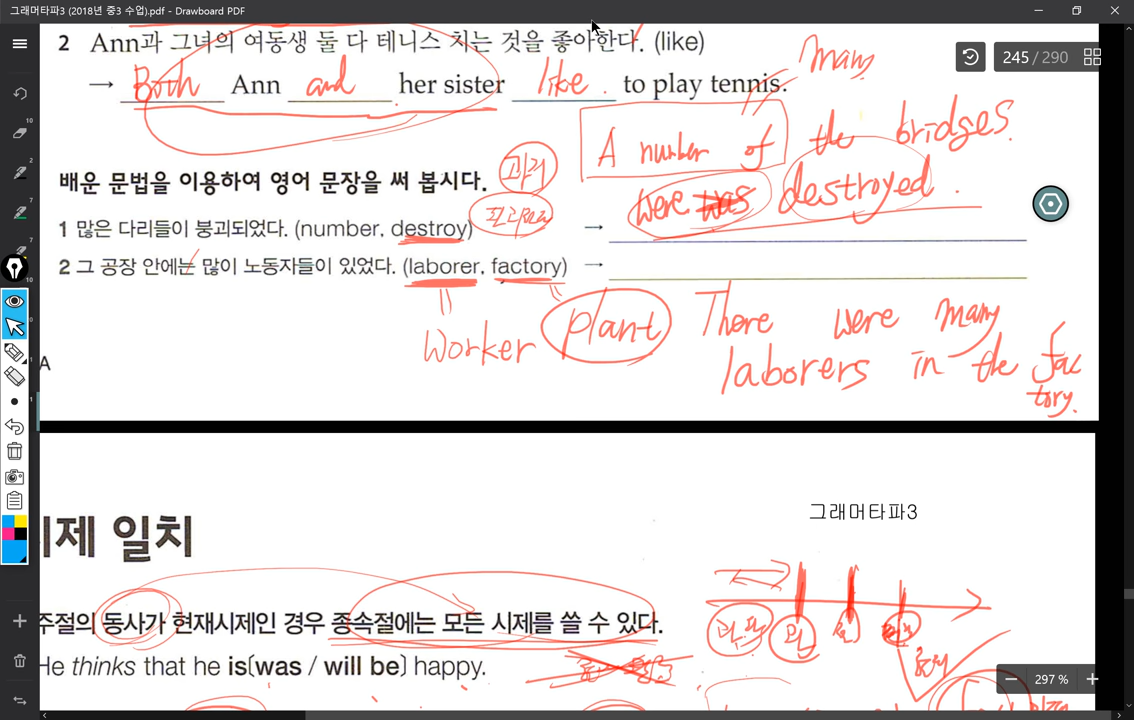 그래머타파3 (2018년 중3 수업).pdf - Drawboard PDF
245 / 290
2 Ann과 그녀의 여동생 둘 다 테니스 치는 것을 좋아한다. (like)
many
→ Both Ann and her sister like to play tennis.
A number of the bridges.
were was destroyed.
배운 문법을 이용하여 영어 문장을 써 봅시다.
과거
1 많은 다리들이 붕괴되었다. (number, destroy) →
2 그 공장 안에는 많이 노동자들이 있었다. (laborer, factory) →
worker plant There were many
laborers in the fac
tory.
A
그래머타파3
시제 일치
주절의 동사가 현재시제인 경우 종속절에는 모든 시제를 쓸 수 있다.
He thinks that he is(was / will be) happy.
297 %